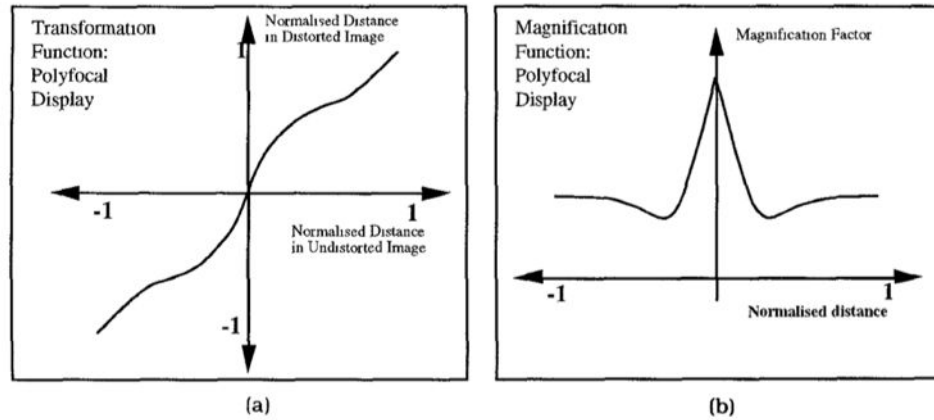 Transformation
Function:
Polyfocal
Display
Normalised Distance
in Distorted Image
1
-1
1
Normalised Distance
in Undistorted Image
-1
(a)
Magnification
Function:
Polyfocal
Display
Magnification Factor
-1
1
Normalised distance
(b)